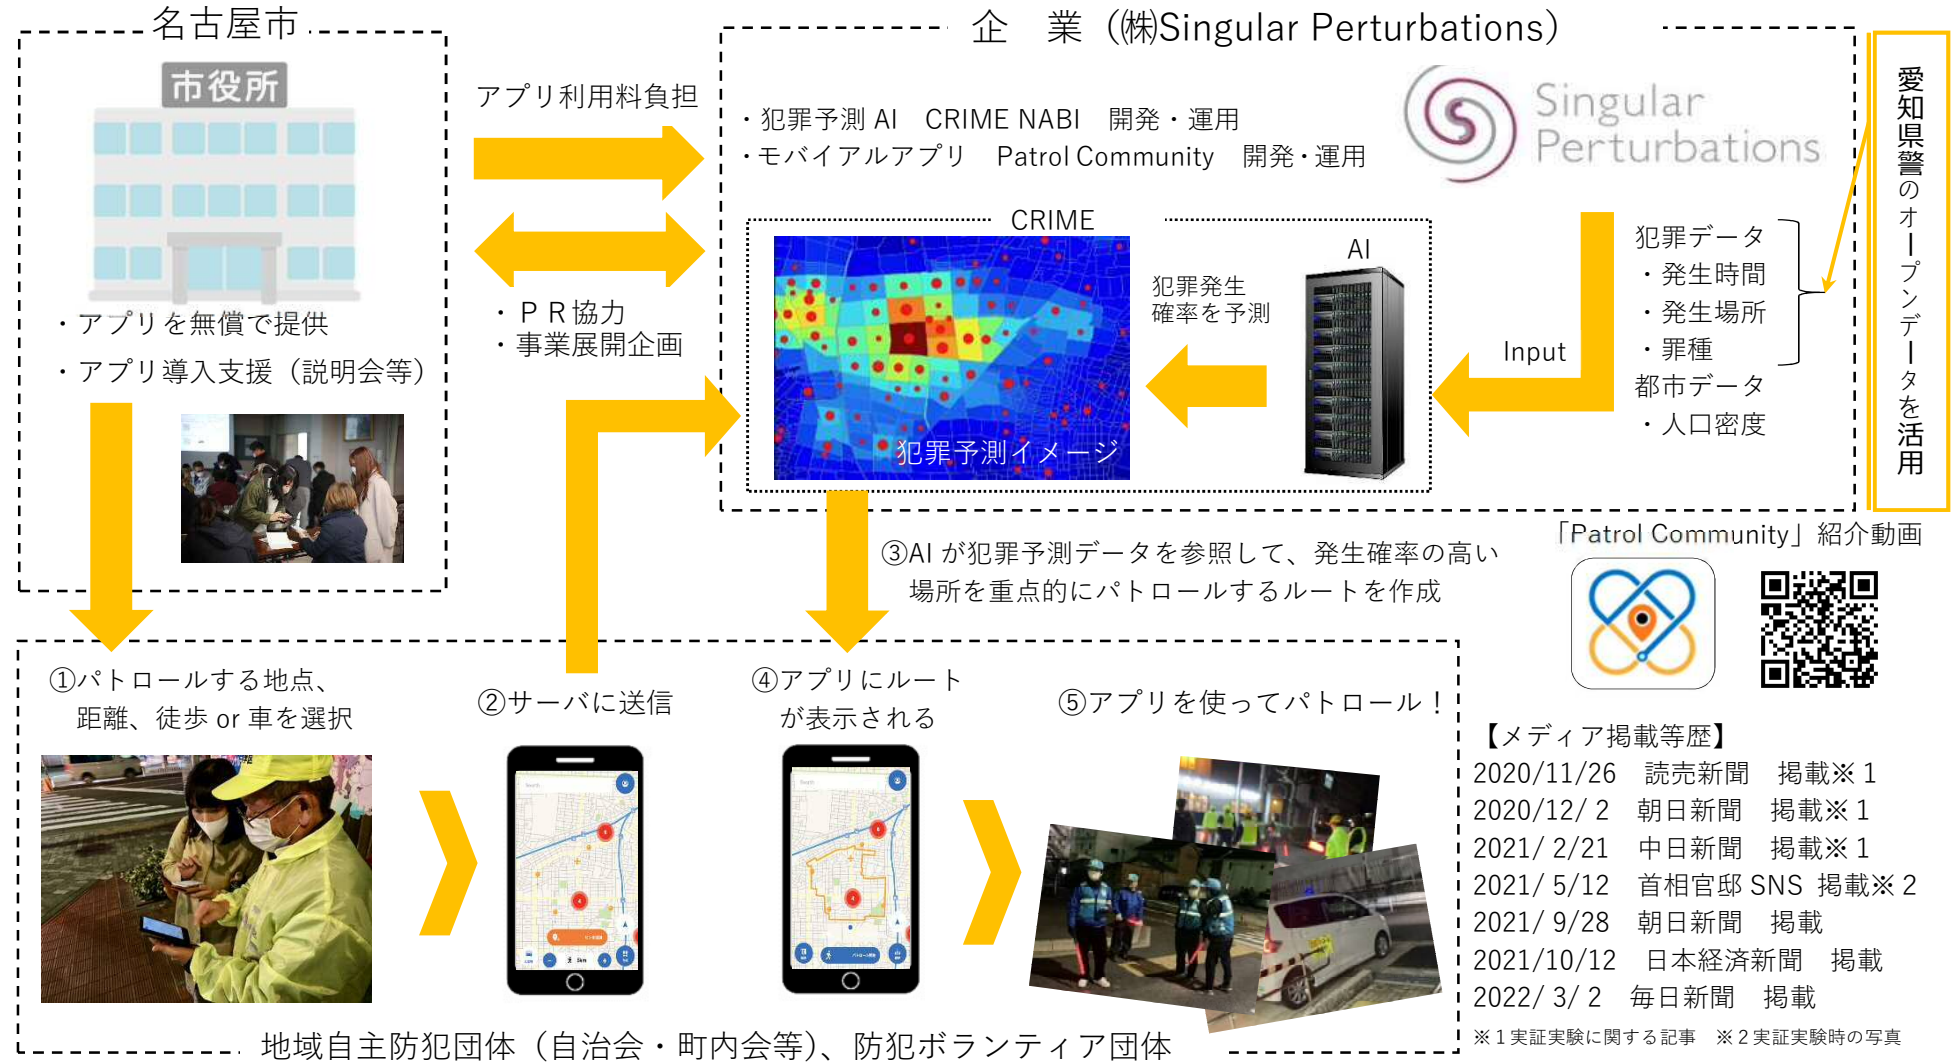 名古屋市
市役所
・アプリを無償で提供
・アプリ導入支援（説明会等）
アプリ利用料負担
・ＰＲ協力
・事業展開企画
企　業（㈱Singular Perturbations）
・犯罪予測 AI　CRIME NABI　開発・運用
・モバイアルアプリ　Patrol Community　開発・運用
Singular
Perturbations
CRIME
犯罪予測イメージ
犯罪発生
確率を予測
AI
Input
犯罪データ
・発生時間
・発生場所
・罪種
都市データ
・人口密度
愛知県警のオープンデータを活用
③AI が犯罪予測データを参照して、発生確率の高い
場所を重点的にパトロールするルートを作成
「Patrol Community」紹介動画
①パトロールする地点、
距離、徒歩 or 車を選択
②サーバに送信
Search
5km
④アプリにルート
が表示される
Search
⑤アプリを使ってパトロール！
地域自主防犯団体（自治会・町内会等）、防犯ボランティア団体
【メディア掲載等歴】
2020/11/26　読売新聞　掲載※１
2020/12/ 2　朝日新聞　掲載※１
2021/ 2/21　中日新聞　掲載※１
2021/ 5/12　首相官邸 SNS 掲載※２
2021/ 9/28　朝日新聞　掲載
2021/10/12　日本経済新聞　掲載
2022/ 3/ 2　毎日新聞　掲載
※１実証実験に関する記事　※２実証実験時の写真